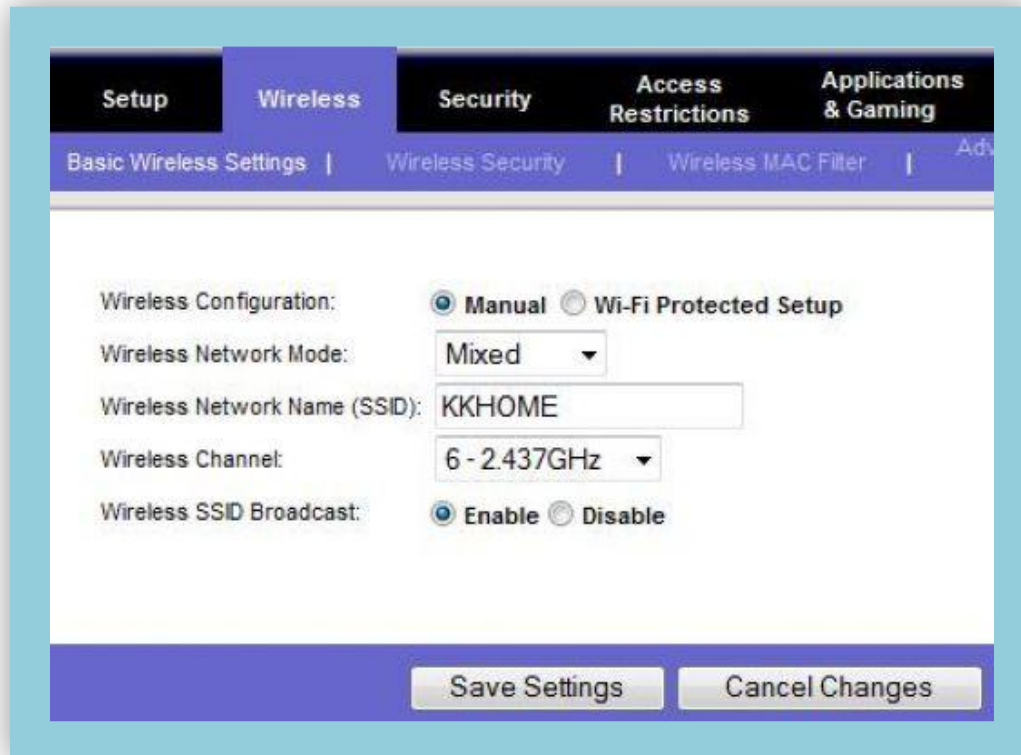 Setup Wireless Security Access Restrictions Applications & Gaming
Basic Wireless Settings | Wireless Security | Wireless MAC Filter |
Wireless Configuration: Manual Wi-Fi Protected Setup
Wireless Network Mode: Mixed
Wireless Network Name (SSID): KKHOME
Wireless Channel: 6 - 2.437GHz
Wireless SSID Broadcast: Enable Disable
Save Settings Cancel Changes